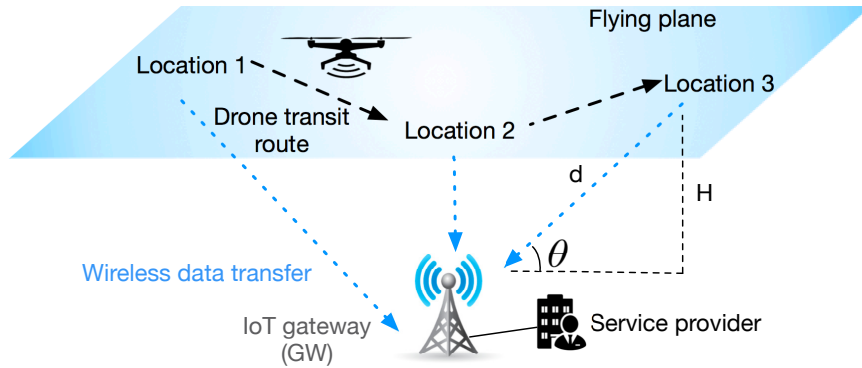 Flying plane
Location 1
Location 3
Drone transit
route
Location 2
d
H
θ
Wireless data transfer
IoT gateway
(GW)
Service provider